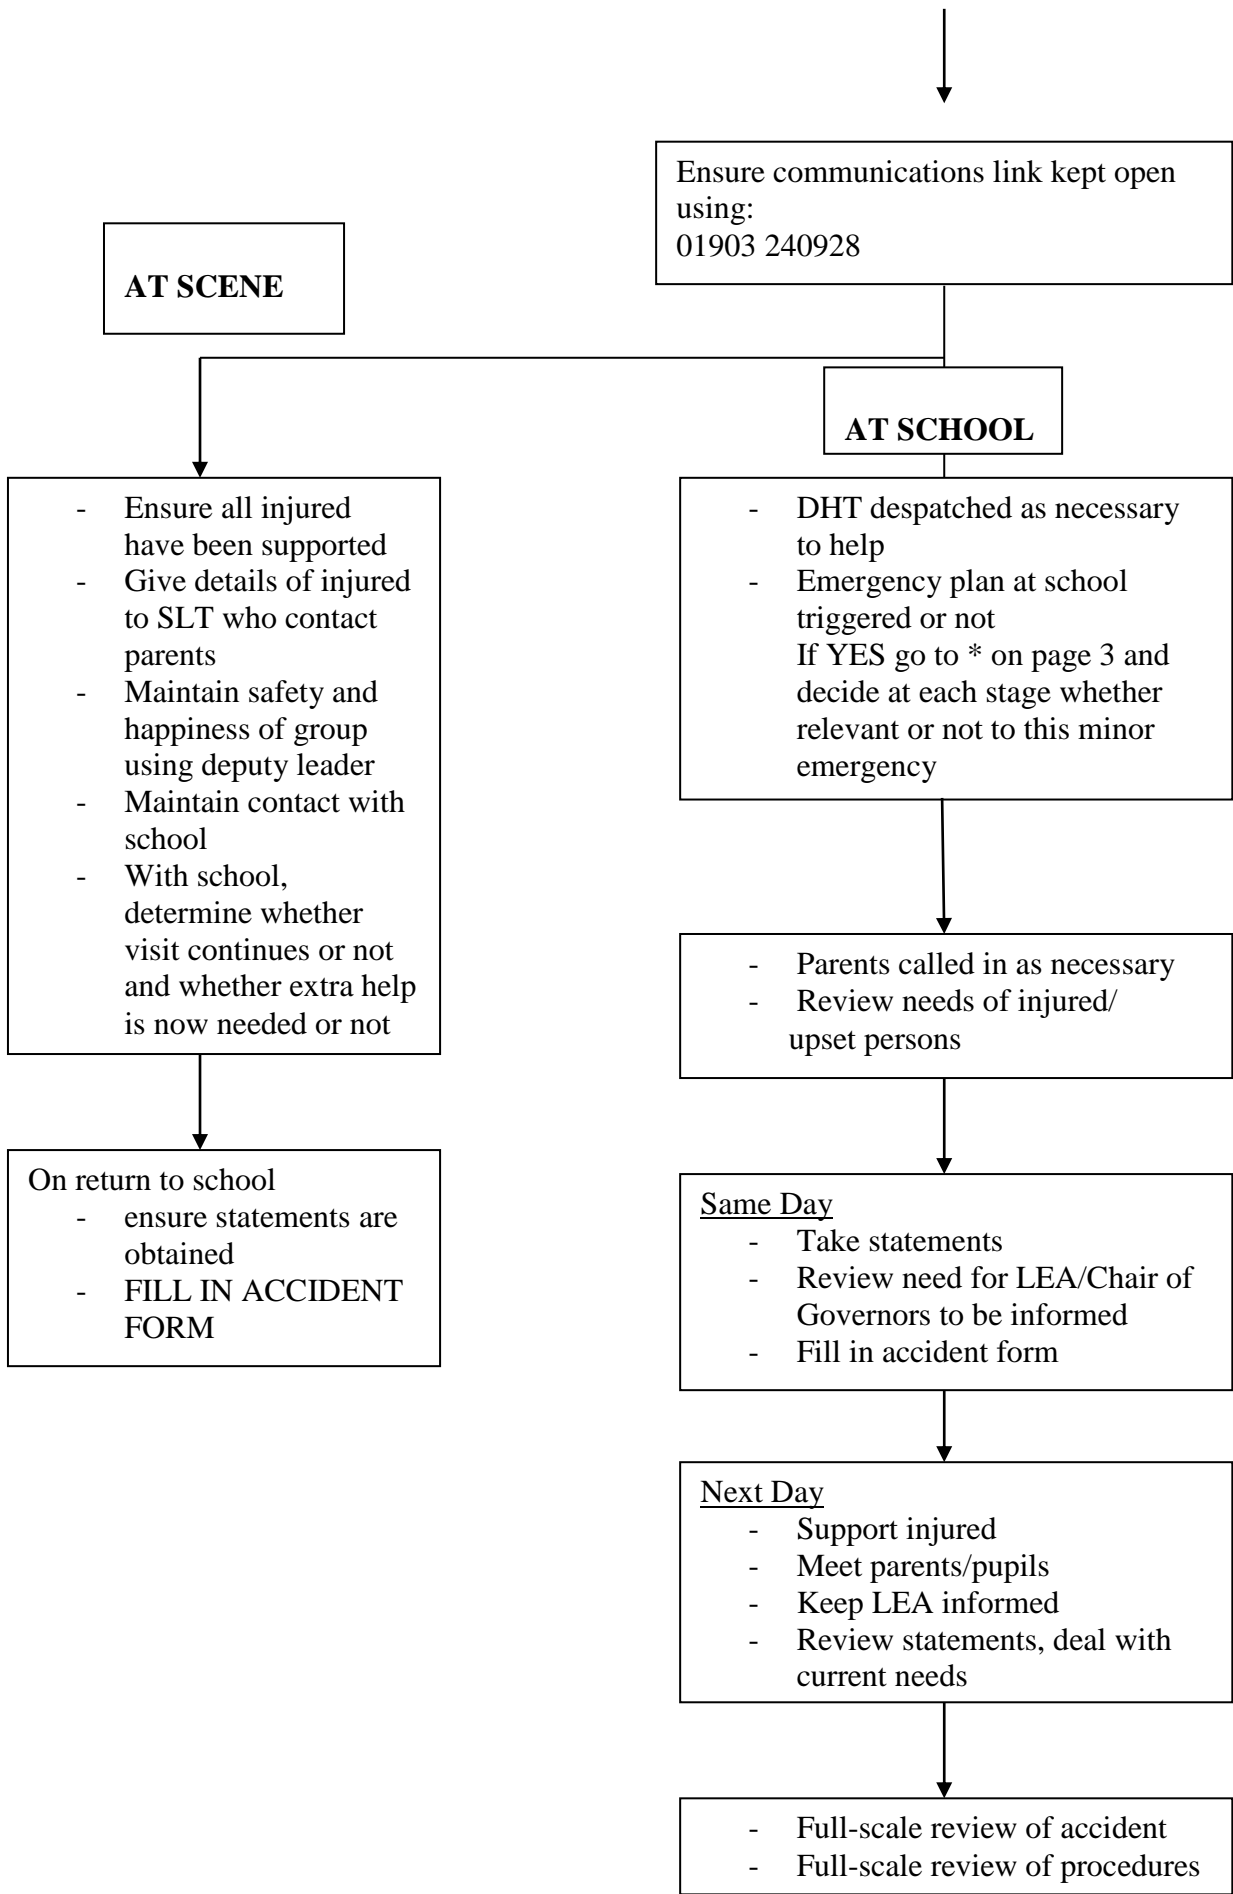 Ensure communications link kept open
using:
01903 240928
AT SCENE
AT SCHOOL
- Ensure all injured
have been supported
- Give details of injured
to SLT who contact
parents
- Maintain safety and
happiness of group
using deputy leader
- Maintain contact with
school
- With school,
determine whether
visit continues or not
and whether extra help
is now needed or not
On return to school
- ensure statements are
obtained
- FILL IN ACCIDENT
FORM
- DHT despatched as necessary
to help
- Emergency plan at school
triggered or not
If YES go to * on page 3 and
decide at each stage whether
relevant or not to this minor
emergency
- Parents called in as necessary
- Review needs of injured/
upset persons
Same Day
- Take statements
- Review need for LEA/Chair of
Governors to be informed
- Fill in accident form
Next Day
- Support injured
- Meet parents/pupils
- Keep LEA informed
- Review statements, deal with
current needs
- Full-scale review of accident
- Full-scale review of procedures